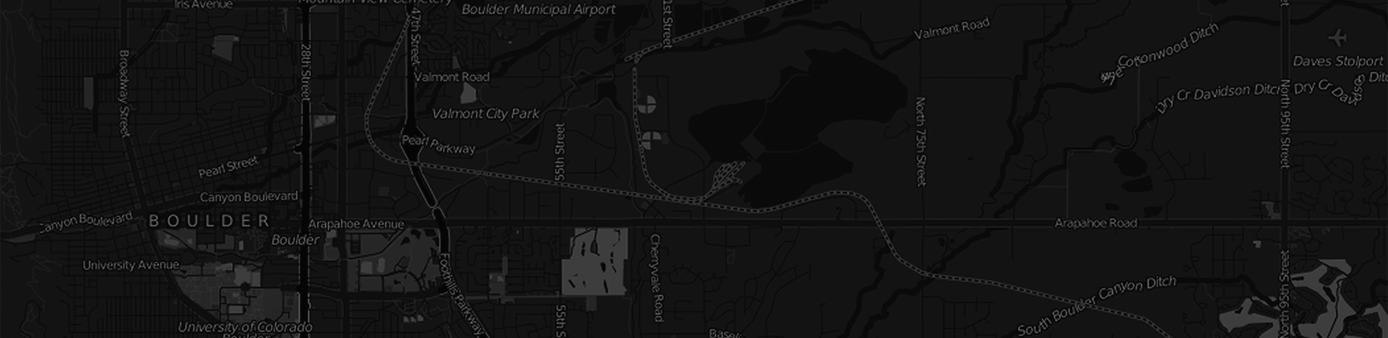 Iris Avenue
Mountain View Cemetery
Boulder Municipal Airport
47th Street
28th Street
Broadway Street
Valmont Road
Valmont Road
Cottonwood Ditch
Daves Stolport
Valmont City Park
Dry Cr Davidson Ditch
Dry Cr Davi
North 95th Street
North 75th Street
55th Street
Pearl Parkway
Pearl Street
Canyon Boulevard
Canyon Boulevard
BOULDER
Arapahoe Avenue
Arapahoe Road
Boulder
University Avenue
Cherryvale Road
Foothills Parkway
North 95th Street
South Boulder Canyon Ditch
55th S
University of Colorado
Boulder
Baseli